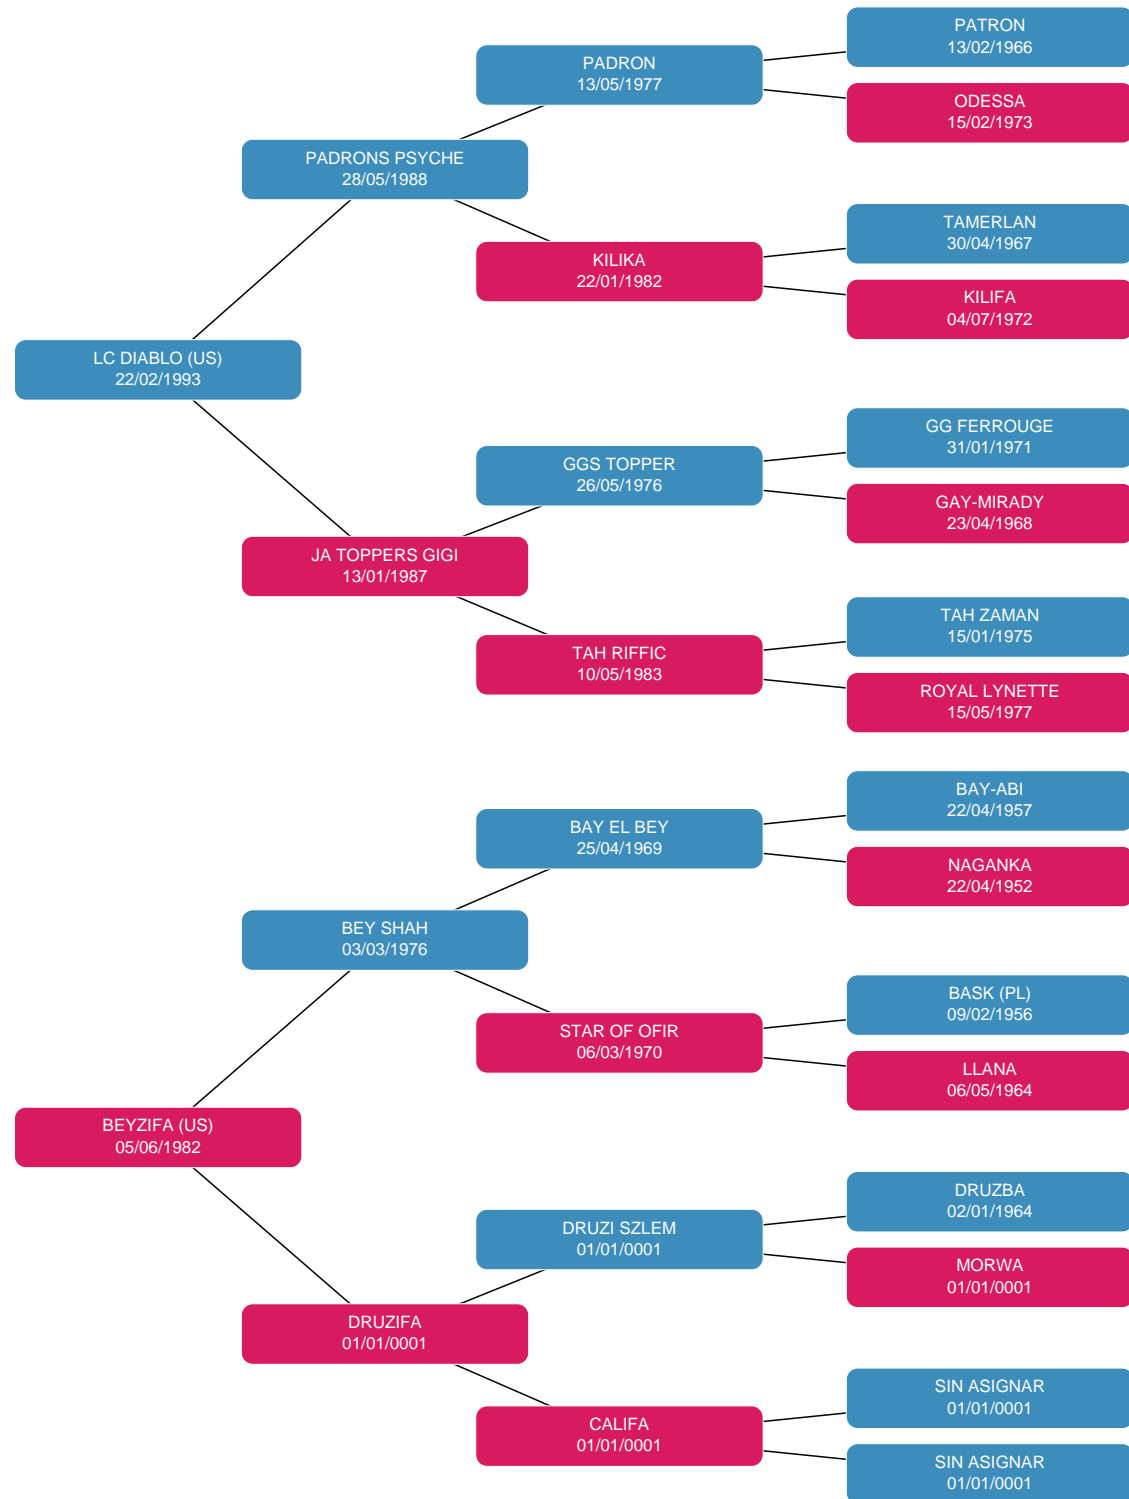 PATRON
13/02/1966
PADRON
13/05/1977
ODESSA
15/02/1973
PADRONS PSYCHE
28/05/1988
TAMERLAN
30/04/1967
KILIKA
22/01/1982
KILIFA
04/07/1972
LC DIABLO (US)
22/02/1993
GG FERROUGE
31/01/1971
GGS TOPPER
26/05/1976
GAY-MIRADY
23/04/1968
JA TOPPERS GIGI
13/01/1987
TAH ZAMAN
15/01/1975
TAH RIFFIC
10/05/1983
ROYAL LYNETTE
15/05/1977
BAY-ABI
22/04/1957
BAY EL BEY
25/04/1969
NAGANKA
22/04/1952
BEY SHAH
03/03/1976
BASK (PL)
09/02/1956
STAR OF OFIR
06/03/1970
LLANA
06/05/1964
BEYZIFA (US)
05/06/1982
DRUZBA
02/01/1964
DRUZI SZLEM
01/01/0001
MORWA
01/01/0001
DRUZIFA
01/01/0001
SIN ASIGNAR
01/01/0001
CALIFA
01/01/0001
SIN ASIGNAR
01/01/0001